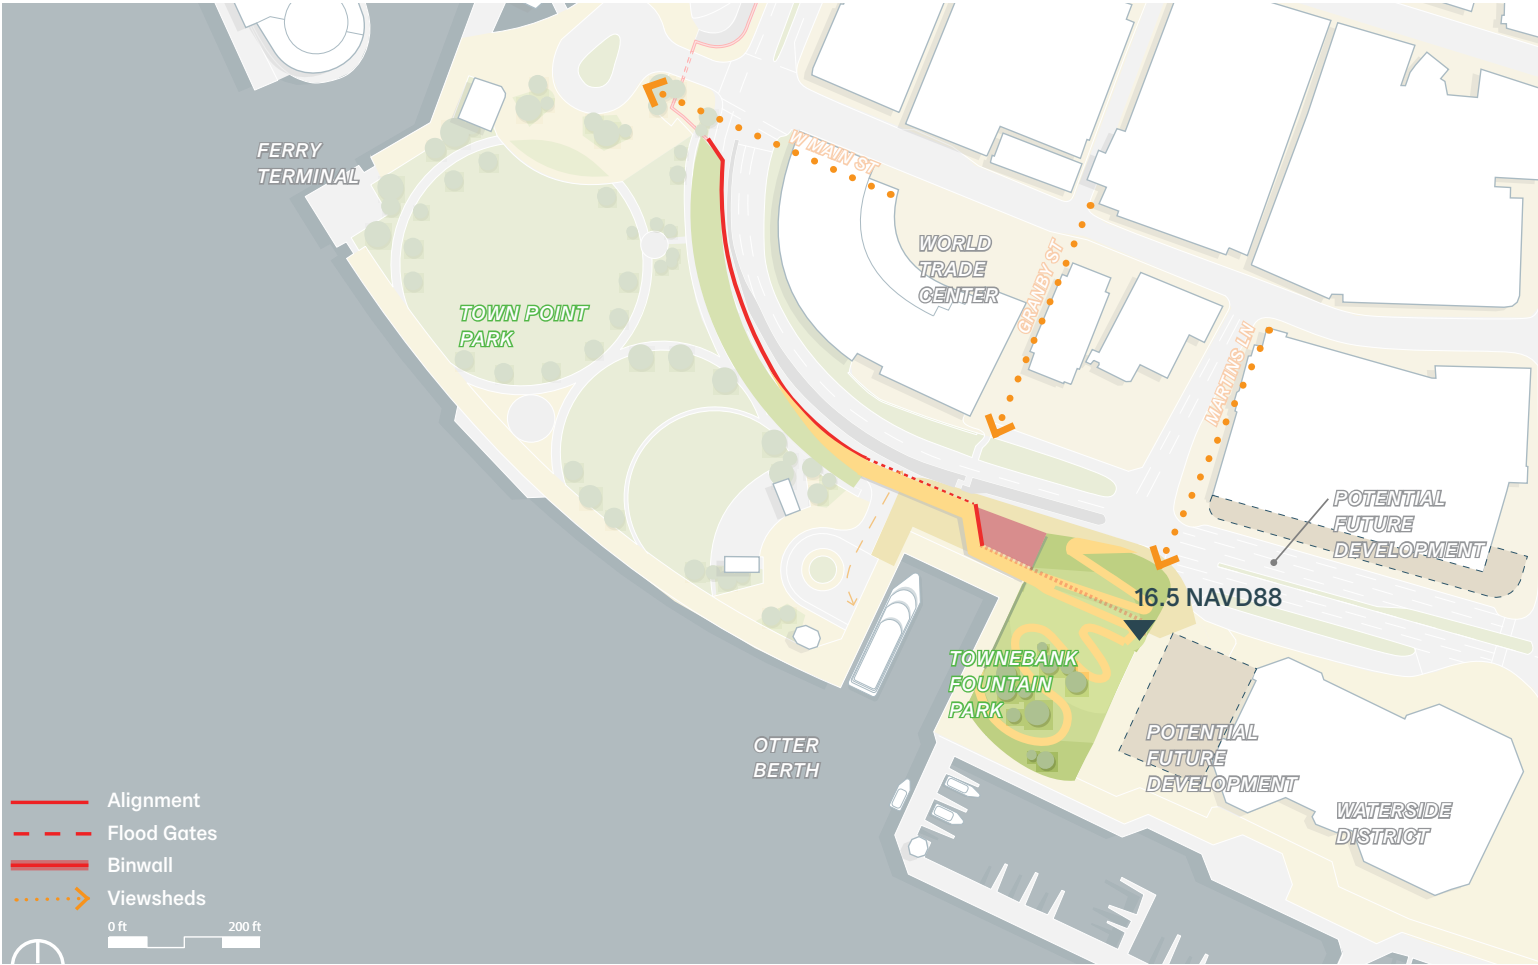 FERRY
TERMINAL
W MAIN ST
WORLD
TRADE
CENTER
GRANBY ST
MARTINS LN
TOWN POINT
PARK
POTENTIAL
FUTURE
DEVELOPMENT
16.5 NAVD88
TOWNEBANK
FOUNTAIN
PARK
OTTER
BERTH
POTENTIAL
FUTURE
DEVELOPMENT
WATERSIDE
DISTRICT
Alignment
Flood Gates
Binwall
Viewsheds
0 ft 200 ft